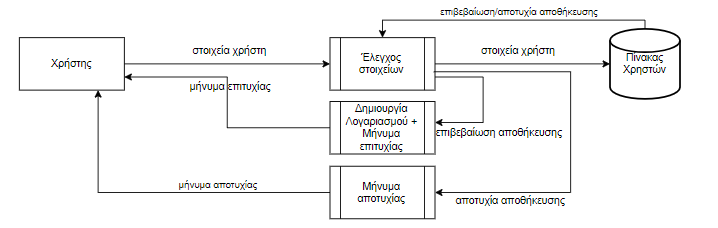 επιβεβαίωση/αποτυχία αποθήκευσης
στοιχεία χρήστη
στοιχεία χρήστη
Χρήστης
Έλεγχος
στοιχείων
Πίνακας
Χρηστών
μήνυμα επιτυχίας
Δημιουργία
Λογαριασμού +
Μήνυμα
επιτυχίας
επιβεβαίωση αποθήκευσης
μήνυμα αποτυχίας
Μήνυμα
αποτυχίας
αποτυχία αποθήκευσης